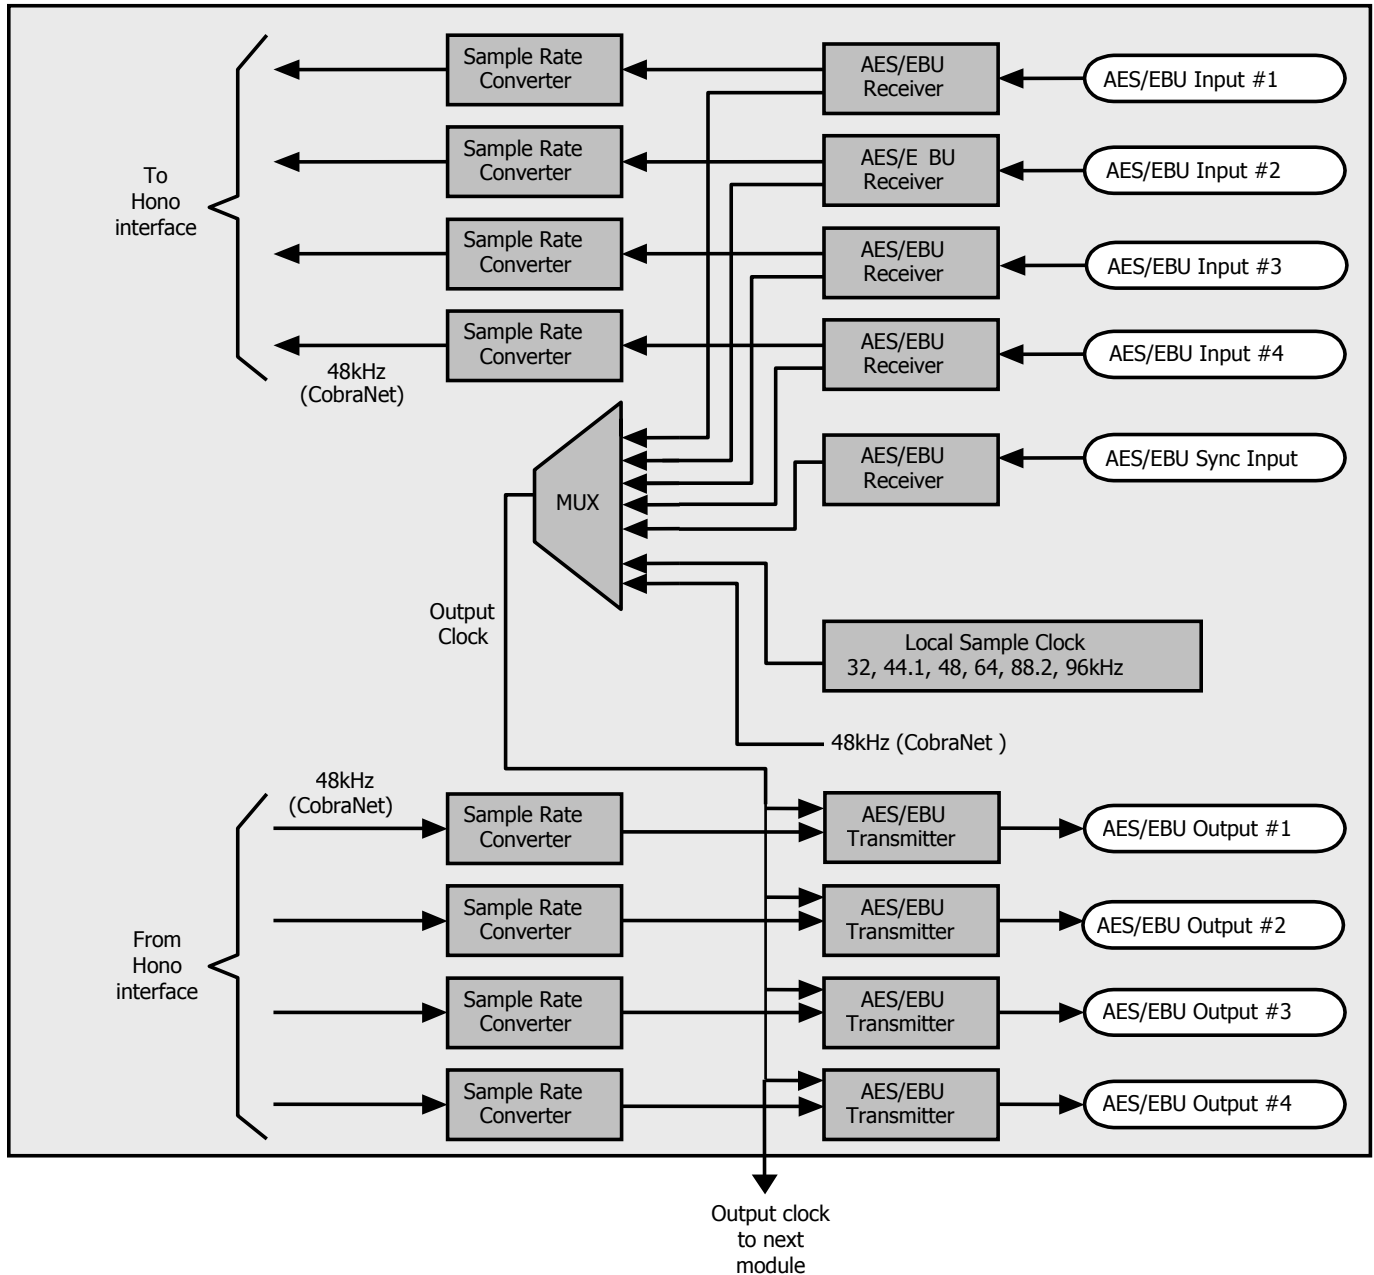 Sample Rate
Converter
AES/EBU
Receiver
AES/EBU Input #1
Sample Rate
Converter
AES/E BU
Receiver
AES/EBU Input #2
To
Hono
interface
Sample Rate
Converter
AES/EBU
Receiver
AES/EBU Input #3
Sample Rate
Converter
AES/EBU
Receiver
AES/EBU Input #4
48kHz
(CobraNet)
AES/EBU
Receiver
AES/EBU Sync Input
MUX
Output
Clock
Local Sample Clock
32, 44.1, 48, 64, 88.2, 96kHz
48kHz (CobraNet )
48kHz
(CobraNet)
Sample Rate
Converter
AES/EBU
Transmitter
AES/EBU Output #1
Sample Rate
Converter
AES/EBU
Transmitter
AES/EBU Output #2
From
Hono
interface
Sample Rate
Converter
AES/EBU
Transmitter
AES/EBU Output #3
Sample Rate
Converter
AES/EBU
Transmitter
AES/EBU Output #4
Output clock
to next
module